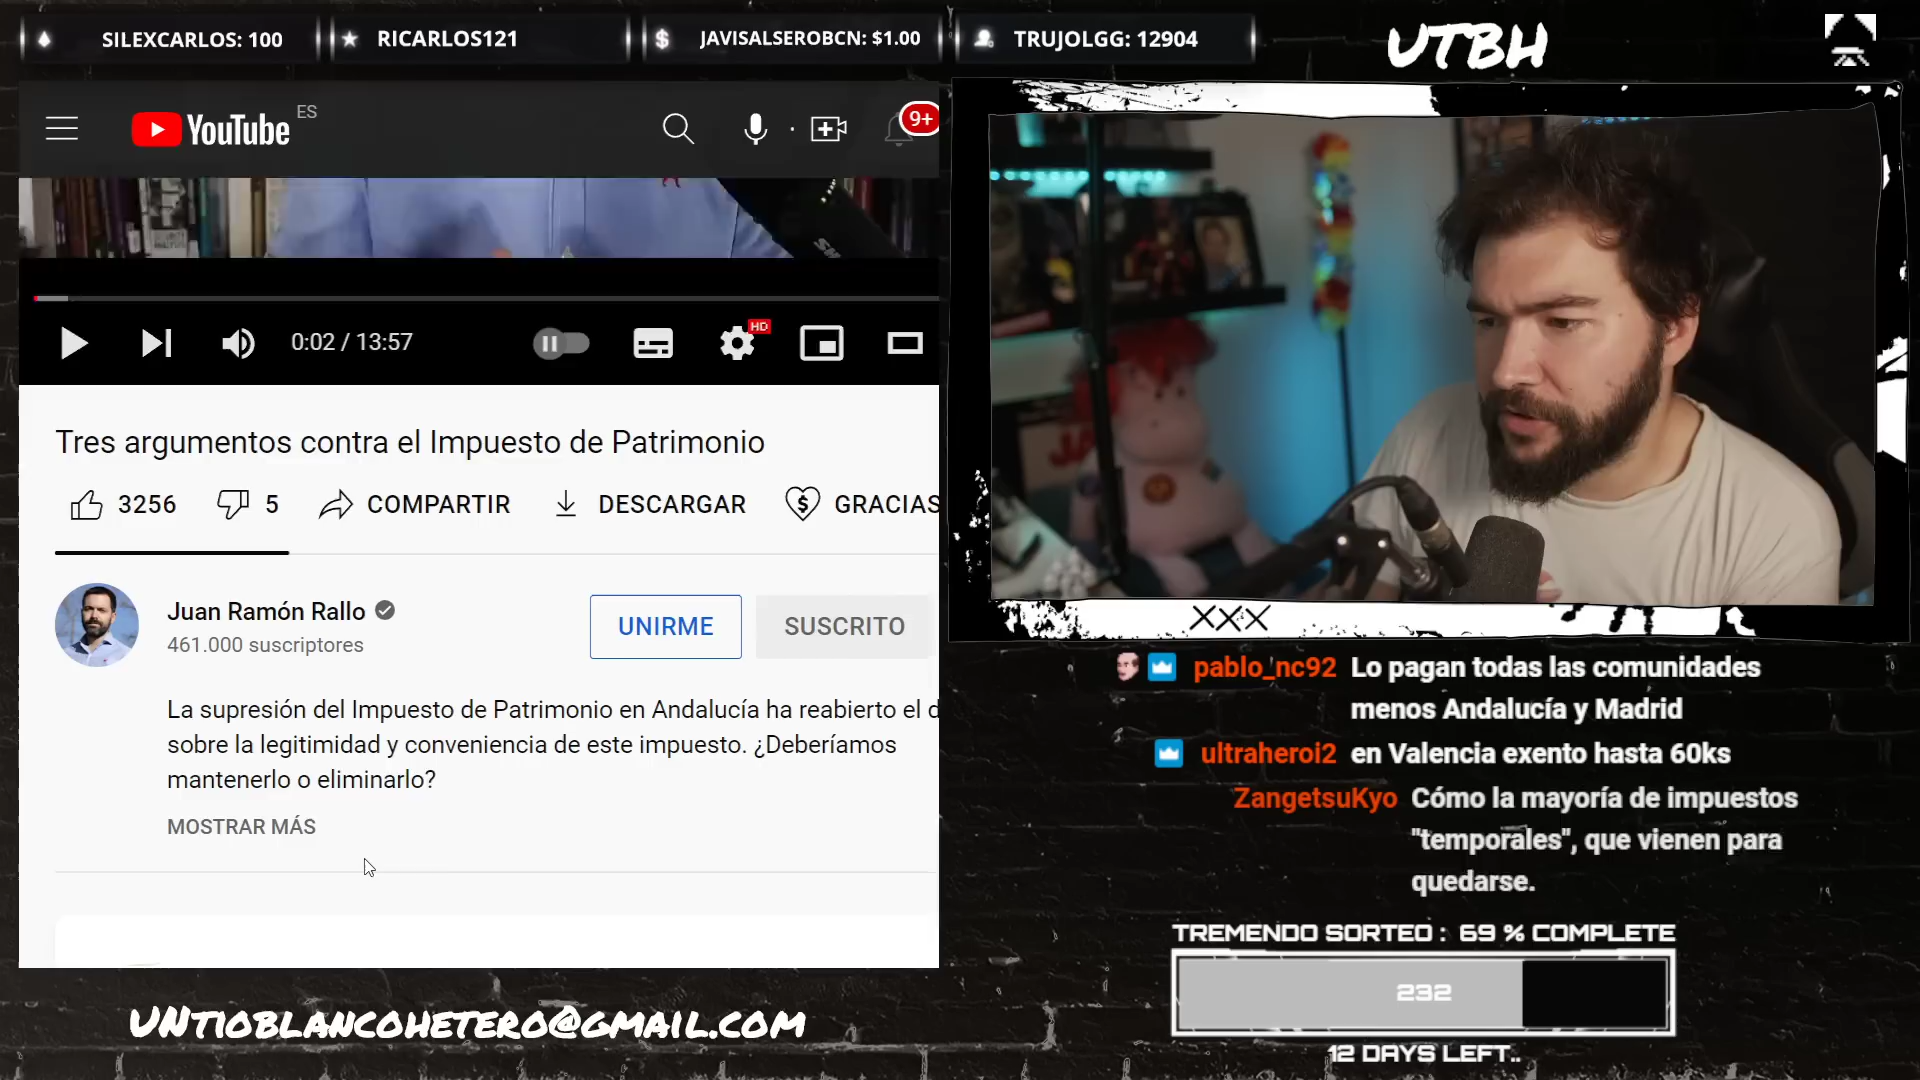 SILEXCARLOS: 100
RICARLOS121
JAVISALSEROBCN: $1.00
TRUJOLGG: 12904
UTBH
YouTube ES
9+
0:02 / 13:57
HD
Tres argumentos contra el Impuesto de Patrimonio
3256 5 COMPARTIR DESCARGAR GRACIAS
Juan Ramón Rallo
461.000 suscriptores
UNIRME SUSCRITO
La supresión del Impuesto de Patrimonio en Andalucía ha reabierto el d
sobre la legitimidad y conveniencia de este impuesto. ¿Deberíamos
mantenerlo o eliminarlo?
MOSTRAR MÁS
XXX
pablo_nc92 Lo pagan todas las comunidades
menos Andalucía y Madrid
ultraheroi2 en Valencia exento hasta 60ks
ZangetsuKyo Cómo la mayoría de impuestos
"temporales", que vienen para
quedarse.
TREMENDO SORTEO : 69 % COMPLETE
232
12 DAYS LEFT..
UNTIOBLANCOHETERO@GMAIL.COM